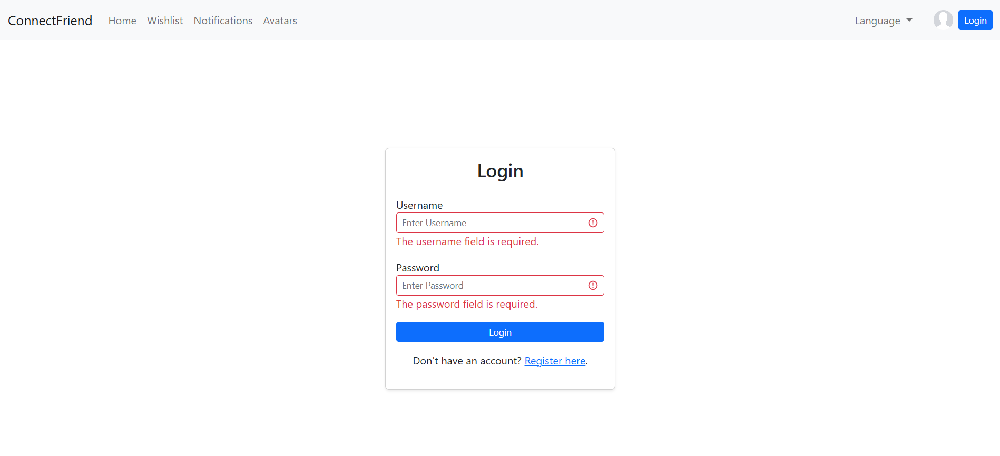 ConnectFriend Home Wishlist Notifications Avatars Language Login
Login
Username
Enter Username
The username field is required.
Password
Enter Password
The password field is required.
Login
Don't have an account? Register here.